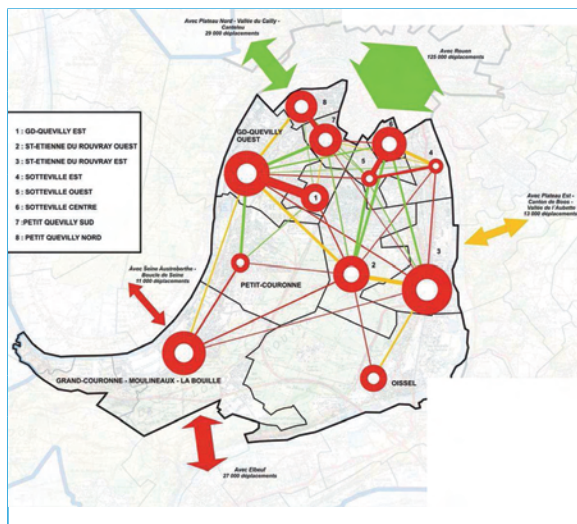 Avec Plateau Nord - Vallée du Cailly -
Canteleu
29 000 déplacements
Avec Rouen
125 000 déplacements
1 : GD-QUEVILLY EST
2 : ST-ETIENNE DU ROUVRAY OUEST
3 : ST-ETIENNE DU ROUVRAY EST
4 : SOTTEVILLE EST
5 : SOTTEVILLE OUEST
6 : SOTTEVILLE CENTRE
7 :PETIT QUEVILLY SUD
8 : PETIT QUEVILLY NORD
8
7
6
GD-QUEVILLY
OUEST
5
4
1
Avec Plateau Est -
Canton de Boos -
Vallée de l'Aubette
13 000 déplacements
3
2
Avec Seine Austreberthe -
Boucle de Seine
11 000 déplacements
PETIT-COURONNE
GRAND-COURONNE - MOULINEAUX - LA BOUILLE
OISSEL
Avec Elbeuf
27 000 déplacements